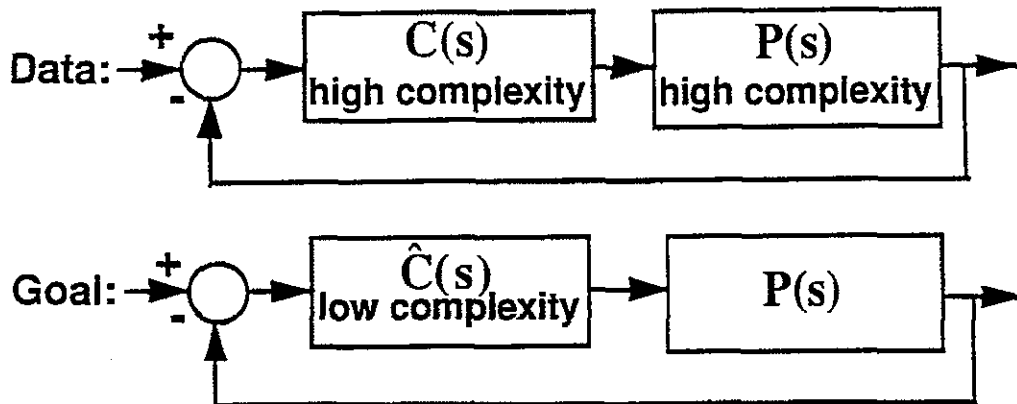 +
Data:
-
C(s)
high complexity
P(s)
high complexity
+
Goal:
-
Ĉ(s)
low complexity
P(s)